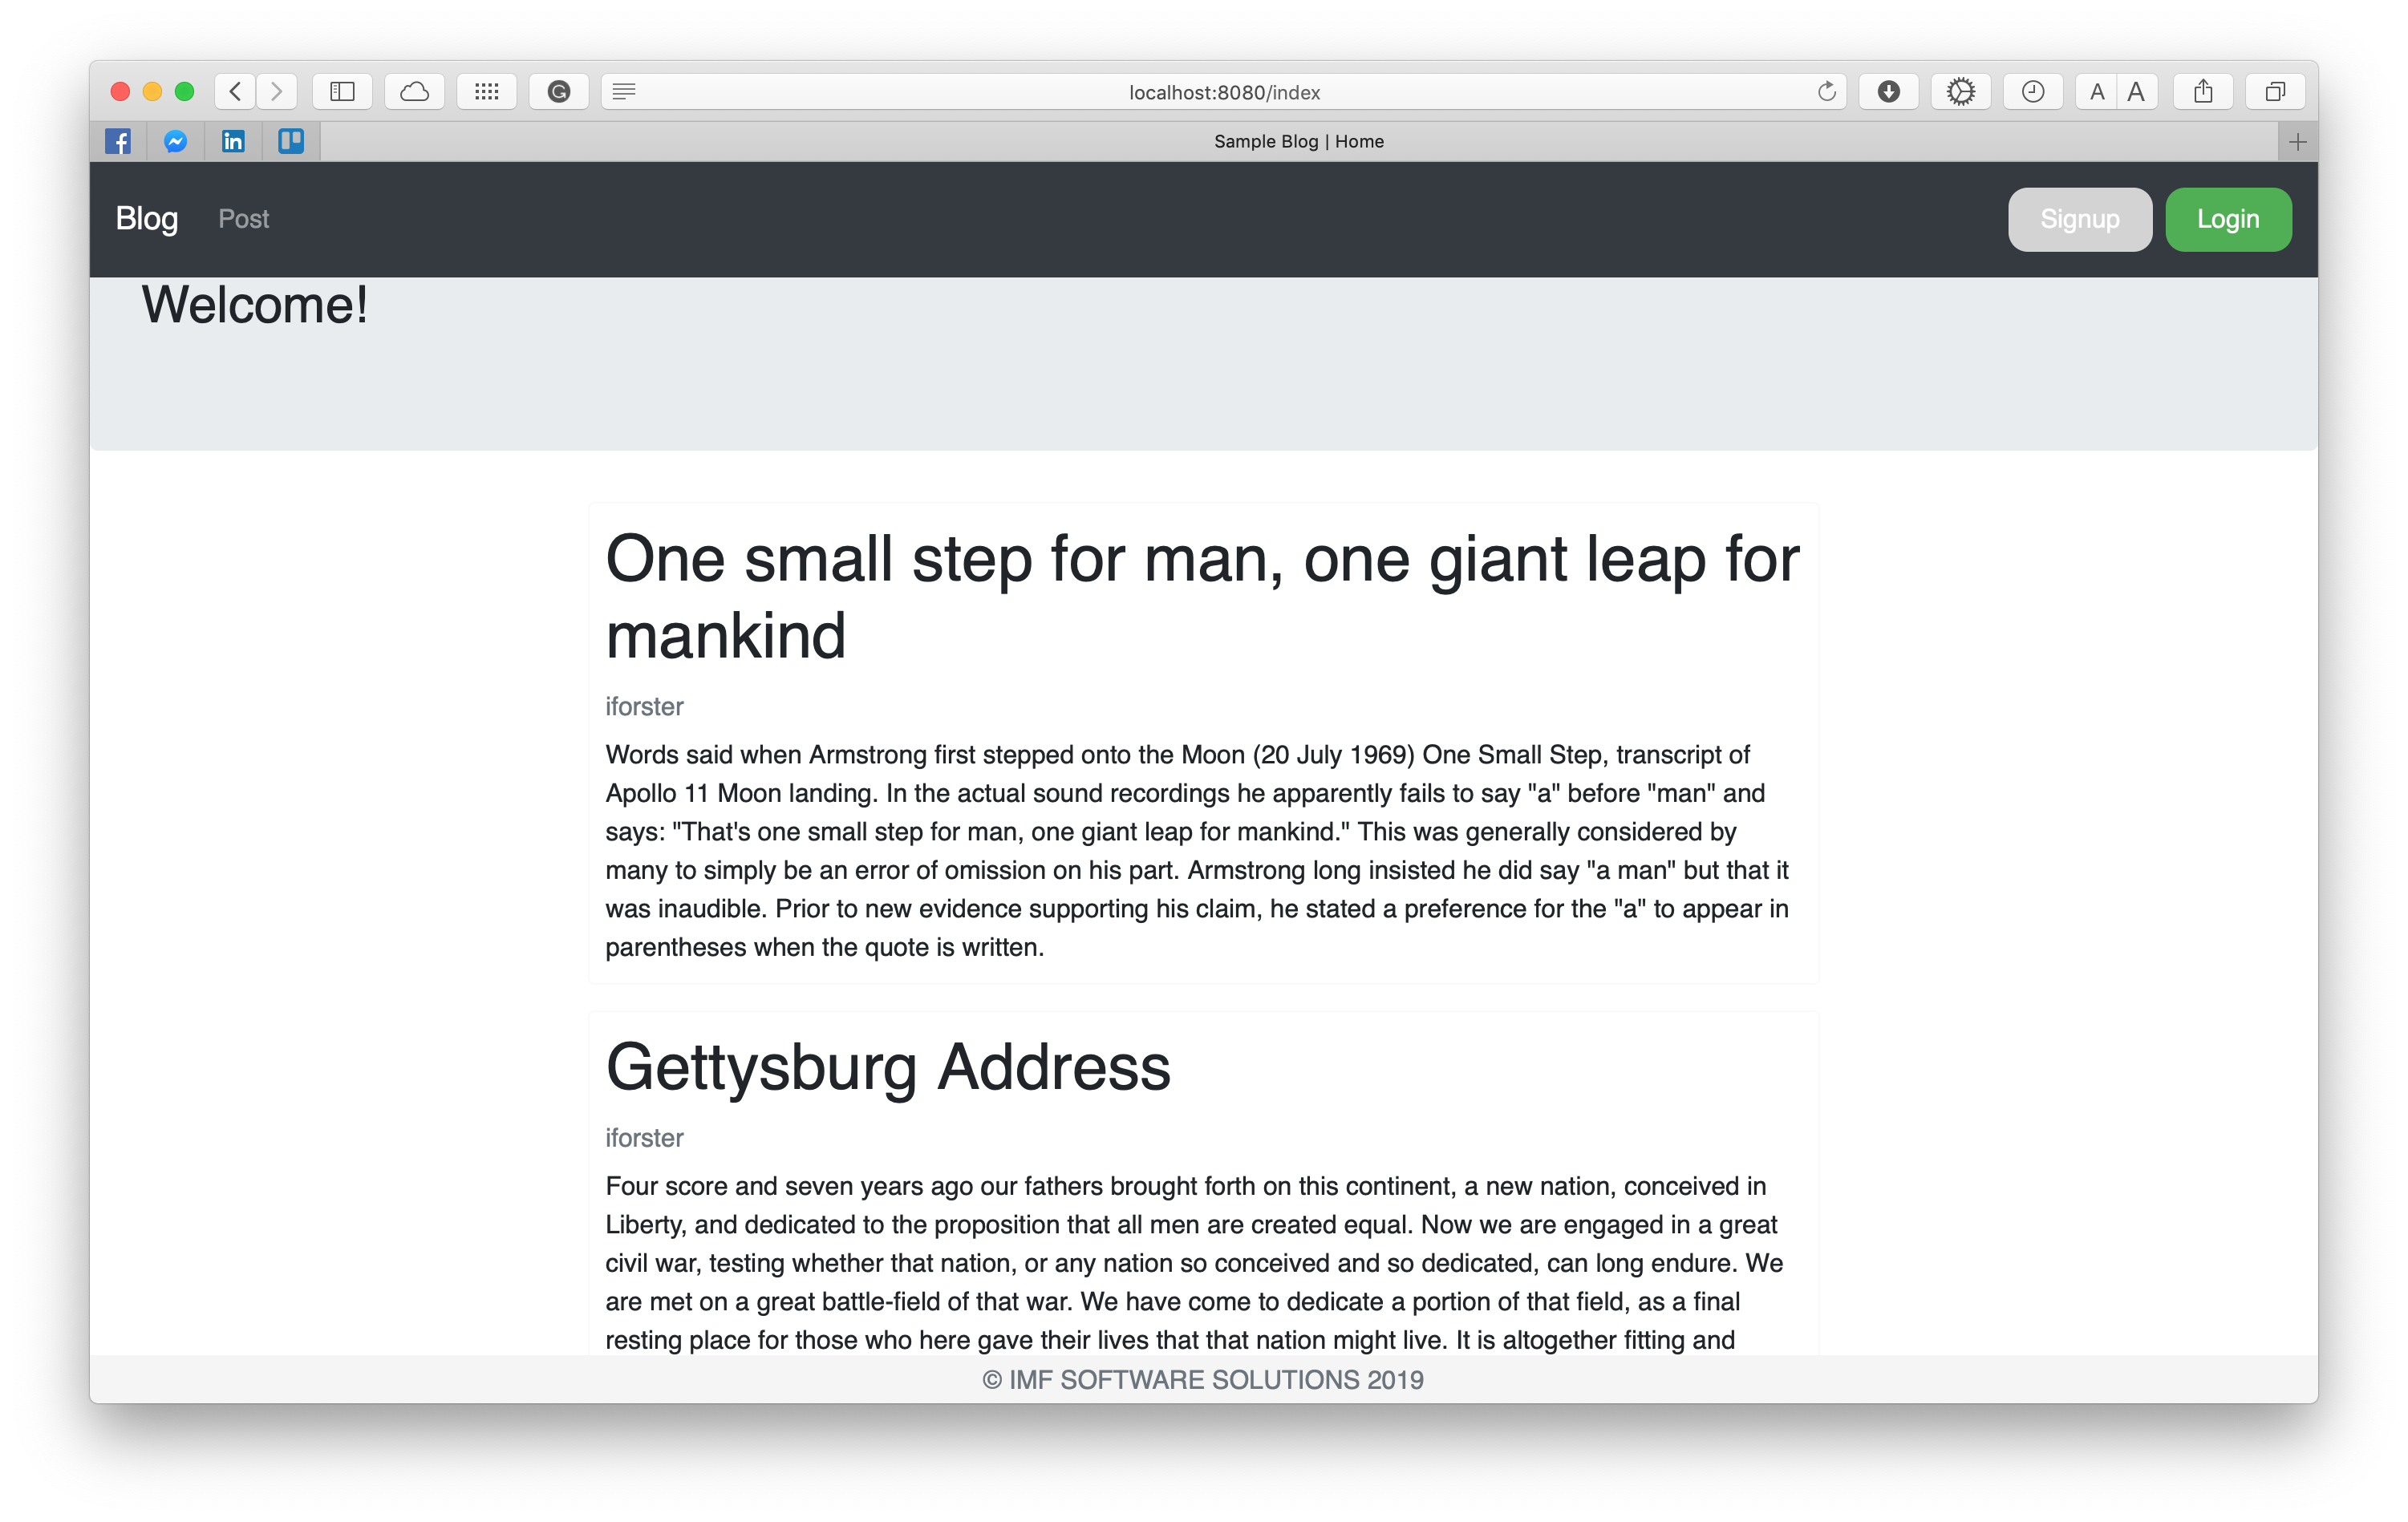 localhost:8080/index
A A
Sample Blog | Home
Blog Post Signup Login
Welcome!
One small step for man, one giant leap for
mankind
iforster
Words said when Armstrong first stepped onto the Moon (20 July 1969) One Small Step, transcript of
Apollo 11 Moon landing. In the actual sound recordings he apparently fails to say "a" before "man" and
says: "That's one small step for man, one giant leap for mankind." This was generally considered by
many to simply be an error of omission on his part. Armstrong long insisted he did say "a man" but that it
was inaudible. Prior to new evidence supporting his claim, he stated a preference for the "a" to appear in
parentheses when the quote is written.
Gettysburg Address
iforster
Four score and seven years ago our fathers brought forth on this continent, a new nation, conceived in
Liberty, and dedicated to the proposition that all men are created equal. Now we are engaged in a great
civil war, testing whether that nation, or any nation so conceived and so dedicated, can long endure. We
are met on a great battle-field of that war. We have come to dedicate a portion of that field, as a final
resting place for those who here gave their lives that that nation might live. It is altogether fitting and
© IMF SOFTWARE SOLUTIONS 2019